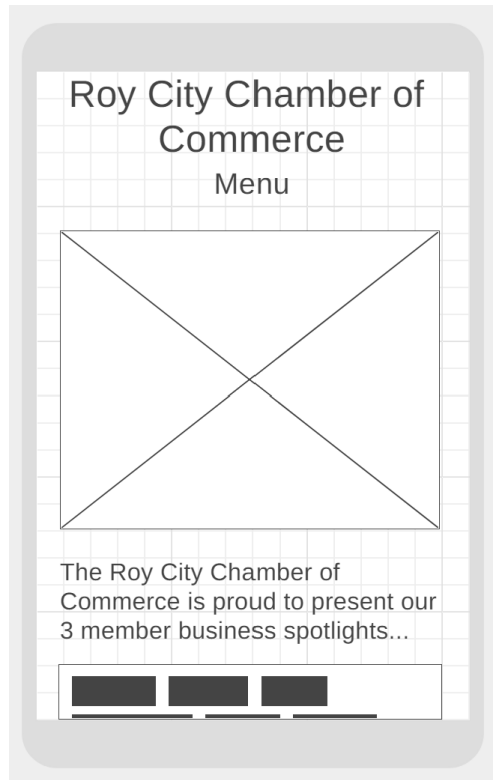 Roy City Chamber of
Commerce
Menu
The Roy City Chamber of
Commerce is proud to present our
3 member business spotlights...